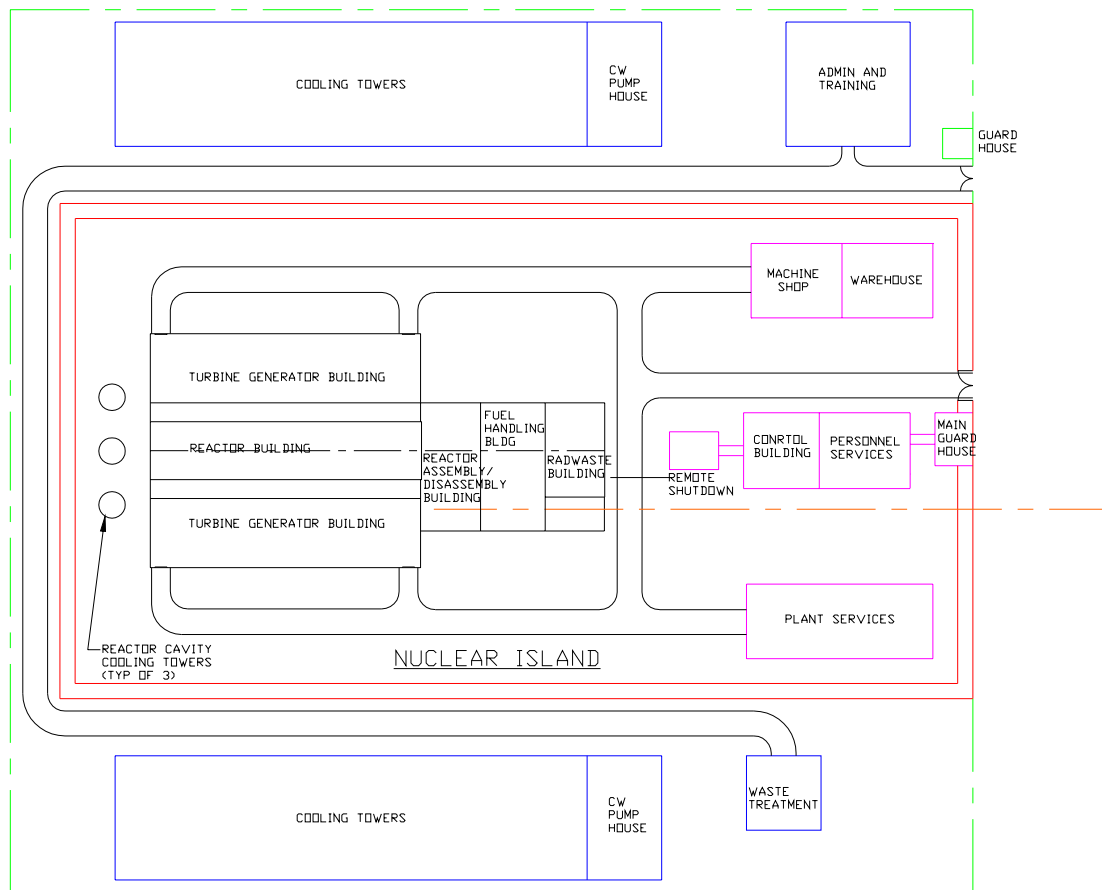 COOLING TOWERS
CW
PUMP
HOUSE
ADMIN AND
TRAINING
GUARD
HOUSE
MACHINE
SHOP
WAREHOUSE
TURBINE GENERATOR BUILDING
REACTOR BUILDING
TURBINE GENERATOR BUILDING
REACTOR
ASSEMBLY/
DISASSEMBLY
BUILDING
FUEL
HANDLING
BLDG
RADWASTE
BUILDING
REMOTE
SHUTDOWN
CONRTOL
BUILDING
PERSONNEL
SERVICES
MAIN
GUARD
HOUSE
PLANT SERVICES
REACTOR CAVITY
COOLING TOWERS
(TYP OF 3)
NUCLEAR ISLAND
COOLING TOWERS
CW
PUMP
HOUSE
WASTE
TREATMENT